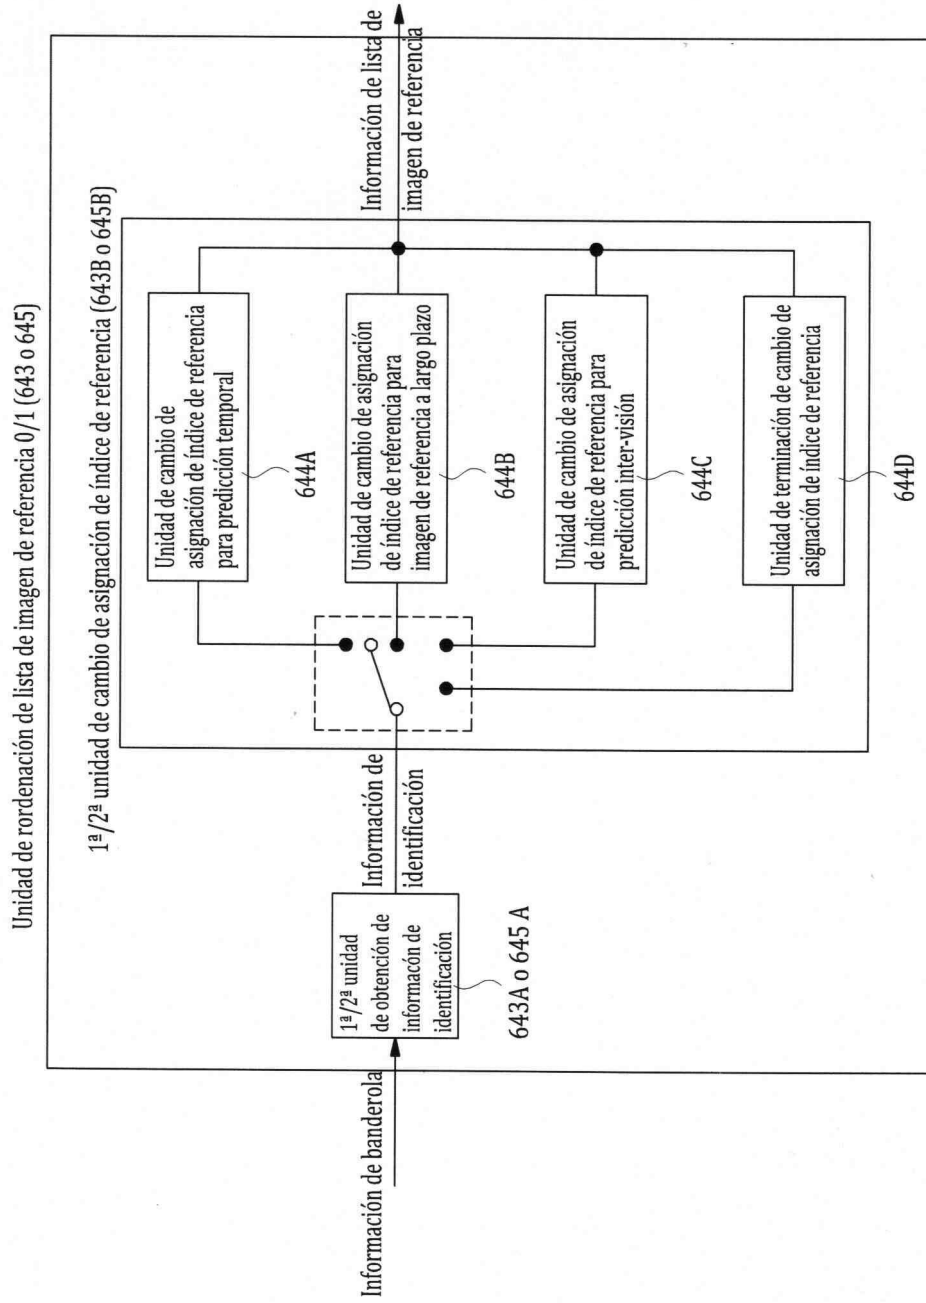 Unidad de rordenación de lista de imagen de referencia 0/1 (643 o 645)
1ª/2ª unidad de cambio de asignación de índice de referencia (643B o 645B)
Información de banderola
1ª/2ª unidad
de obtención de
informacón de
identificación
643A o 645 A
Información de
identificación
Unidad de cambio de
asignación de índice de referencia
para predicción temporal
644A
Unidad de cambio de asignación
de índice de referencia para
imagen de referencia a largo plazo
644B
Unidad de cambio de asignación
de índice de referencia para
predicción inter-visión
644C
Unidad de terminación de cambio de
asignación de índice de referencia
644D
Información de lista de
imagen de referencia